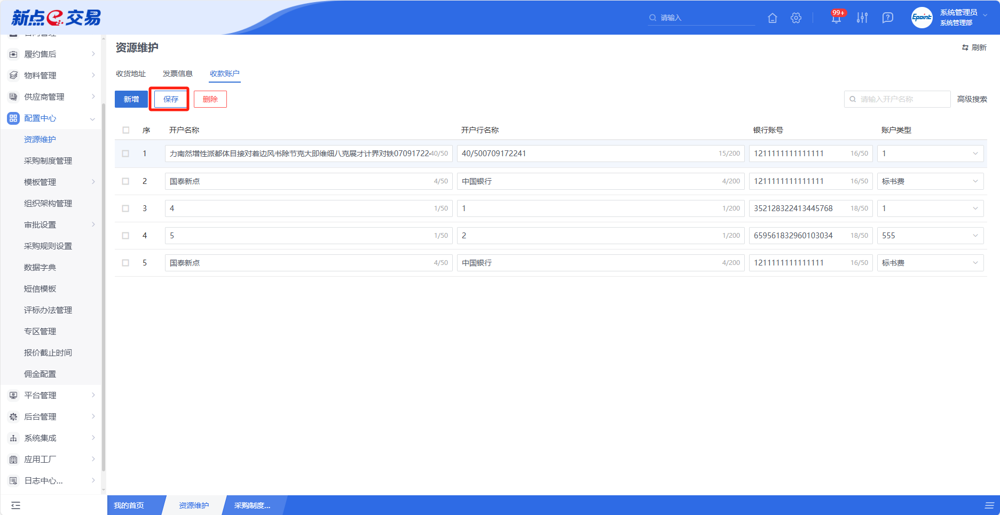 新点e交易
请输入
99+
Epoint
系统管理员
系统管理部
合同管理
履约售后
物料管理
供应商管理
配置中心
资源维护
采购制度管理
模板管理
组织架构管理
审批设置
采购规则设置
数据字典
短信模板
评标办法管理
专区管理
报价截止时间
佣金配置
平台管理
后台管理
系统集成
应用工厂
日志中心...
资源维护
刷新
收货地址 发票信息 收款账户
新增 保存 删除
请输入开户名称 高级搜索
序 开户名称 开户行名称 银行账号 账户类型
1 力南然增性派都体目接对着边风书除节克大即维细八克展才计界对铁070917224 40/50 40/500709172241 15/200 1211111111111111 16/50 1
2 国泰新点 4/50 中国银行 4/200 1211111111111111 16/50 标书费
3 4 1/50 1 1/200 352128322413445768 18/50 1
4 5 1/50 2 1/200 659561832960103034 18/50 555
5 国泰新点 4/50 中国银行 4/200 1211111111111111 16/50 标书费
我的首页 资源维护 采购制度...